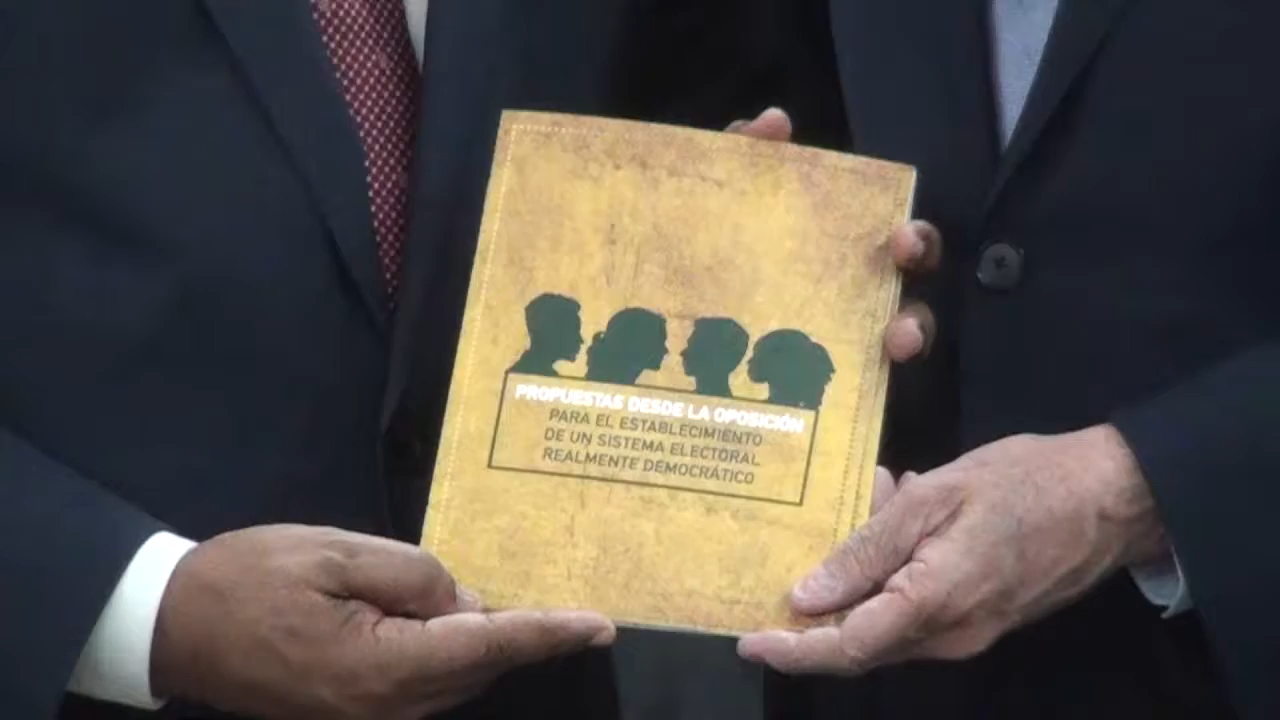 PROPUESTAS DESDE LA OPOSICIÓN
PARA EL ESTABLECIMIENTO
DE UN SISTEMA ELECTORAL
REALMENTE DEMOCRÁTICO